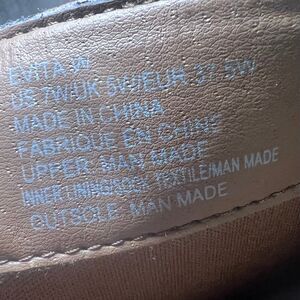 EVITA-W
US 7W/UK 5W/EUR 37-5W
MADE IN CHINA
FABRIQUE EN CHINE
UPPER: MAN MADE
INNER LINING/SOCK: TEXTILE/MAN MADE
OUTSOLE: MAN MADE